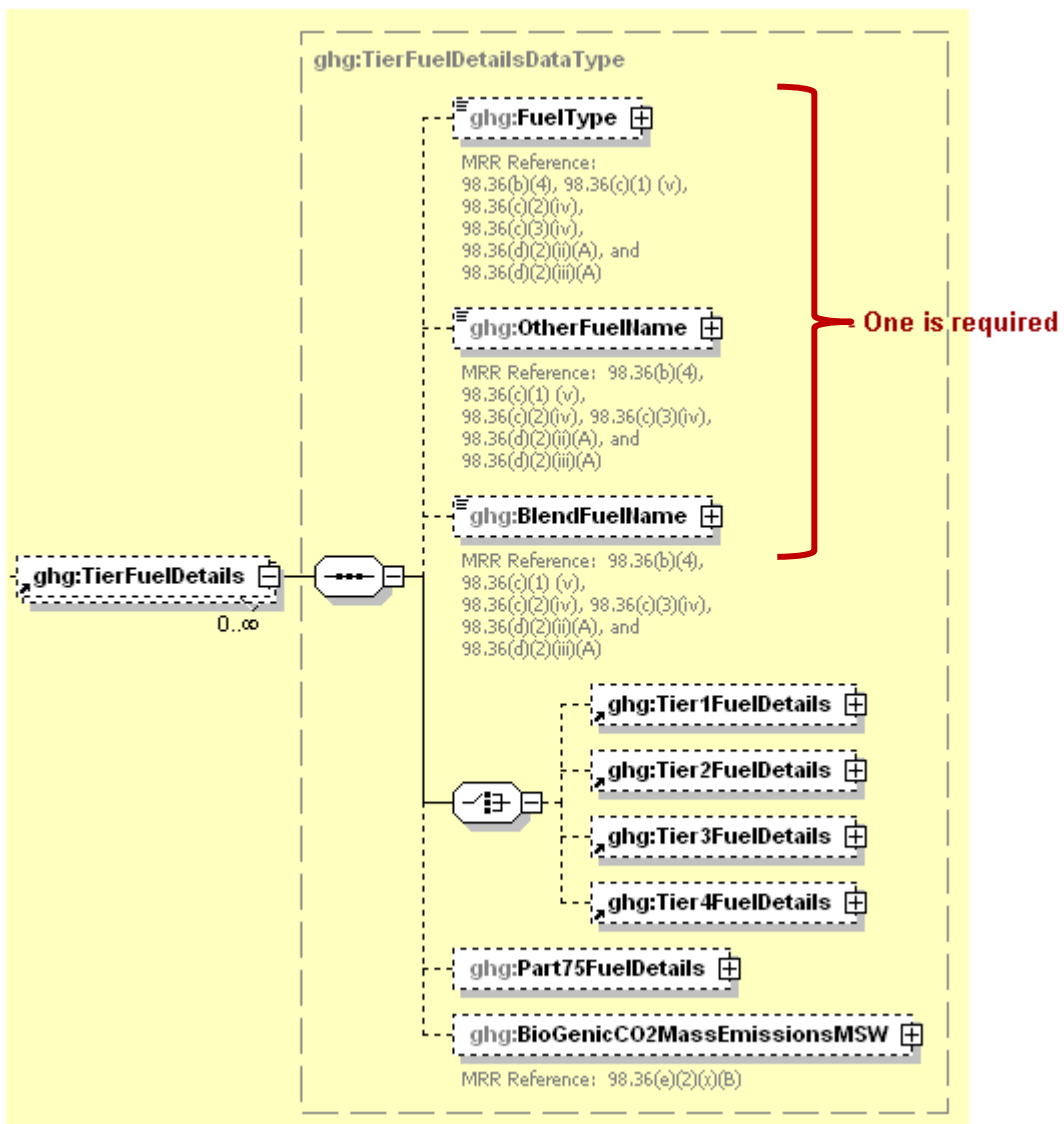 ghg:TierFuelDetailsDataType
ghg:FuelType
MRR Reference:
98.36(b)(4), 98.36(c)(1) (v),
98.36(c)(2)(iv),
98.36(c)(3)(iv),
98.36(d)(2)(ii)(A), and
98.36(d)(2)(iii)(A)
One is required
ghg:OtherFuelName
MRR Reference: 98.36(b)(4),
98.36(c)(1) (v),
98.36(c)(2)(iv), 98.36(c)(3)(iv),
98.36(d)(2)(ii)(A), and
98.36(d)(2)(iii)(A)
ghg:BlendFuelName
MRR Reference: 98.36(b)(4),
98.36(c)(1) (v),
98.36(c)(2)(iv), 98.36(c)(3)(iv),
98.36(d)(2)(ii)(A), and
98.36(d)(2)(iii)(A)
ghg:TierFuelDetails
0..∞
ghg:Tier1FuelDetails
ghg:Tier2FuelDetails
ghg:Tier3FuelDetails
ghg:Tier4FuelDetails
ghg:Part75FuelDetails
ghg:BioGenicCO2MassEmissionsMSW
MRR Reference: 98.36(e)(2)(x)(B)